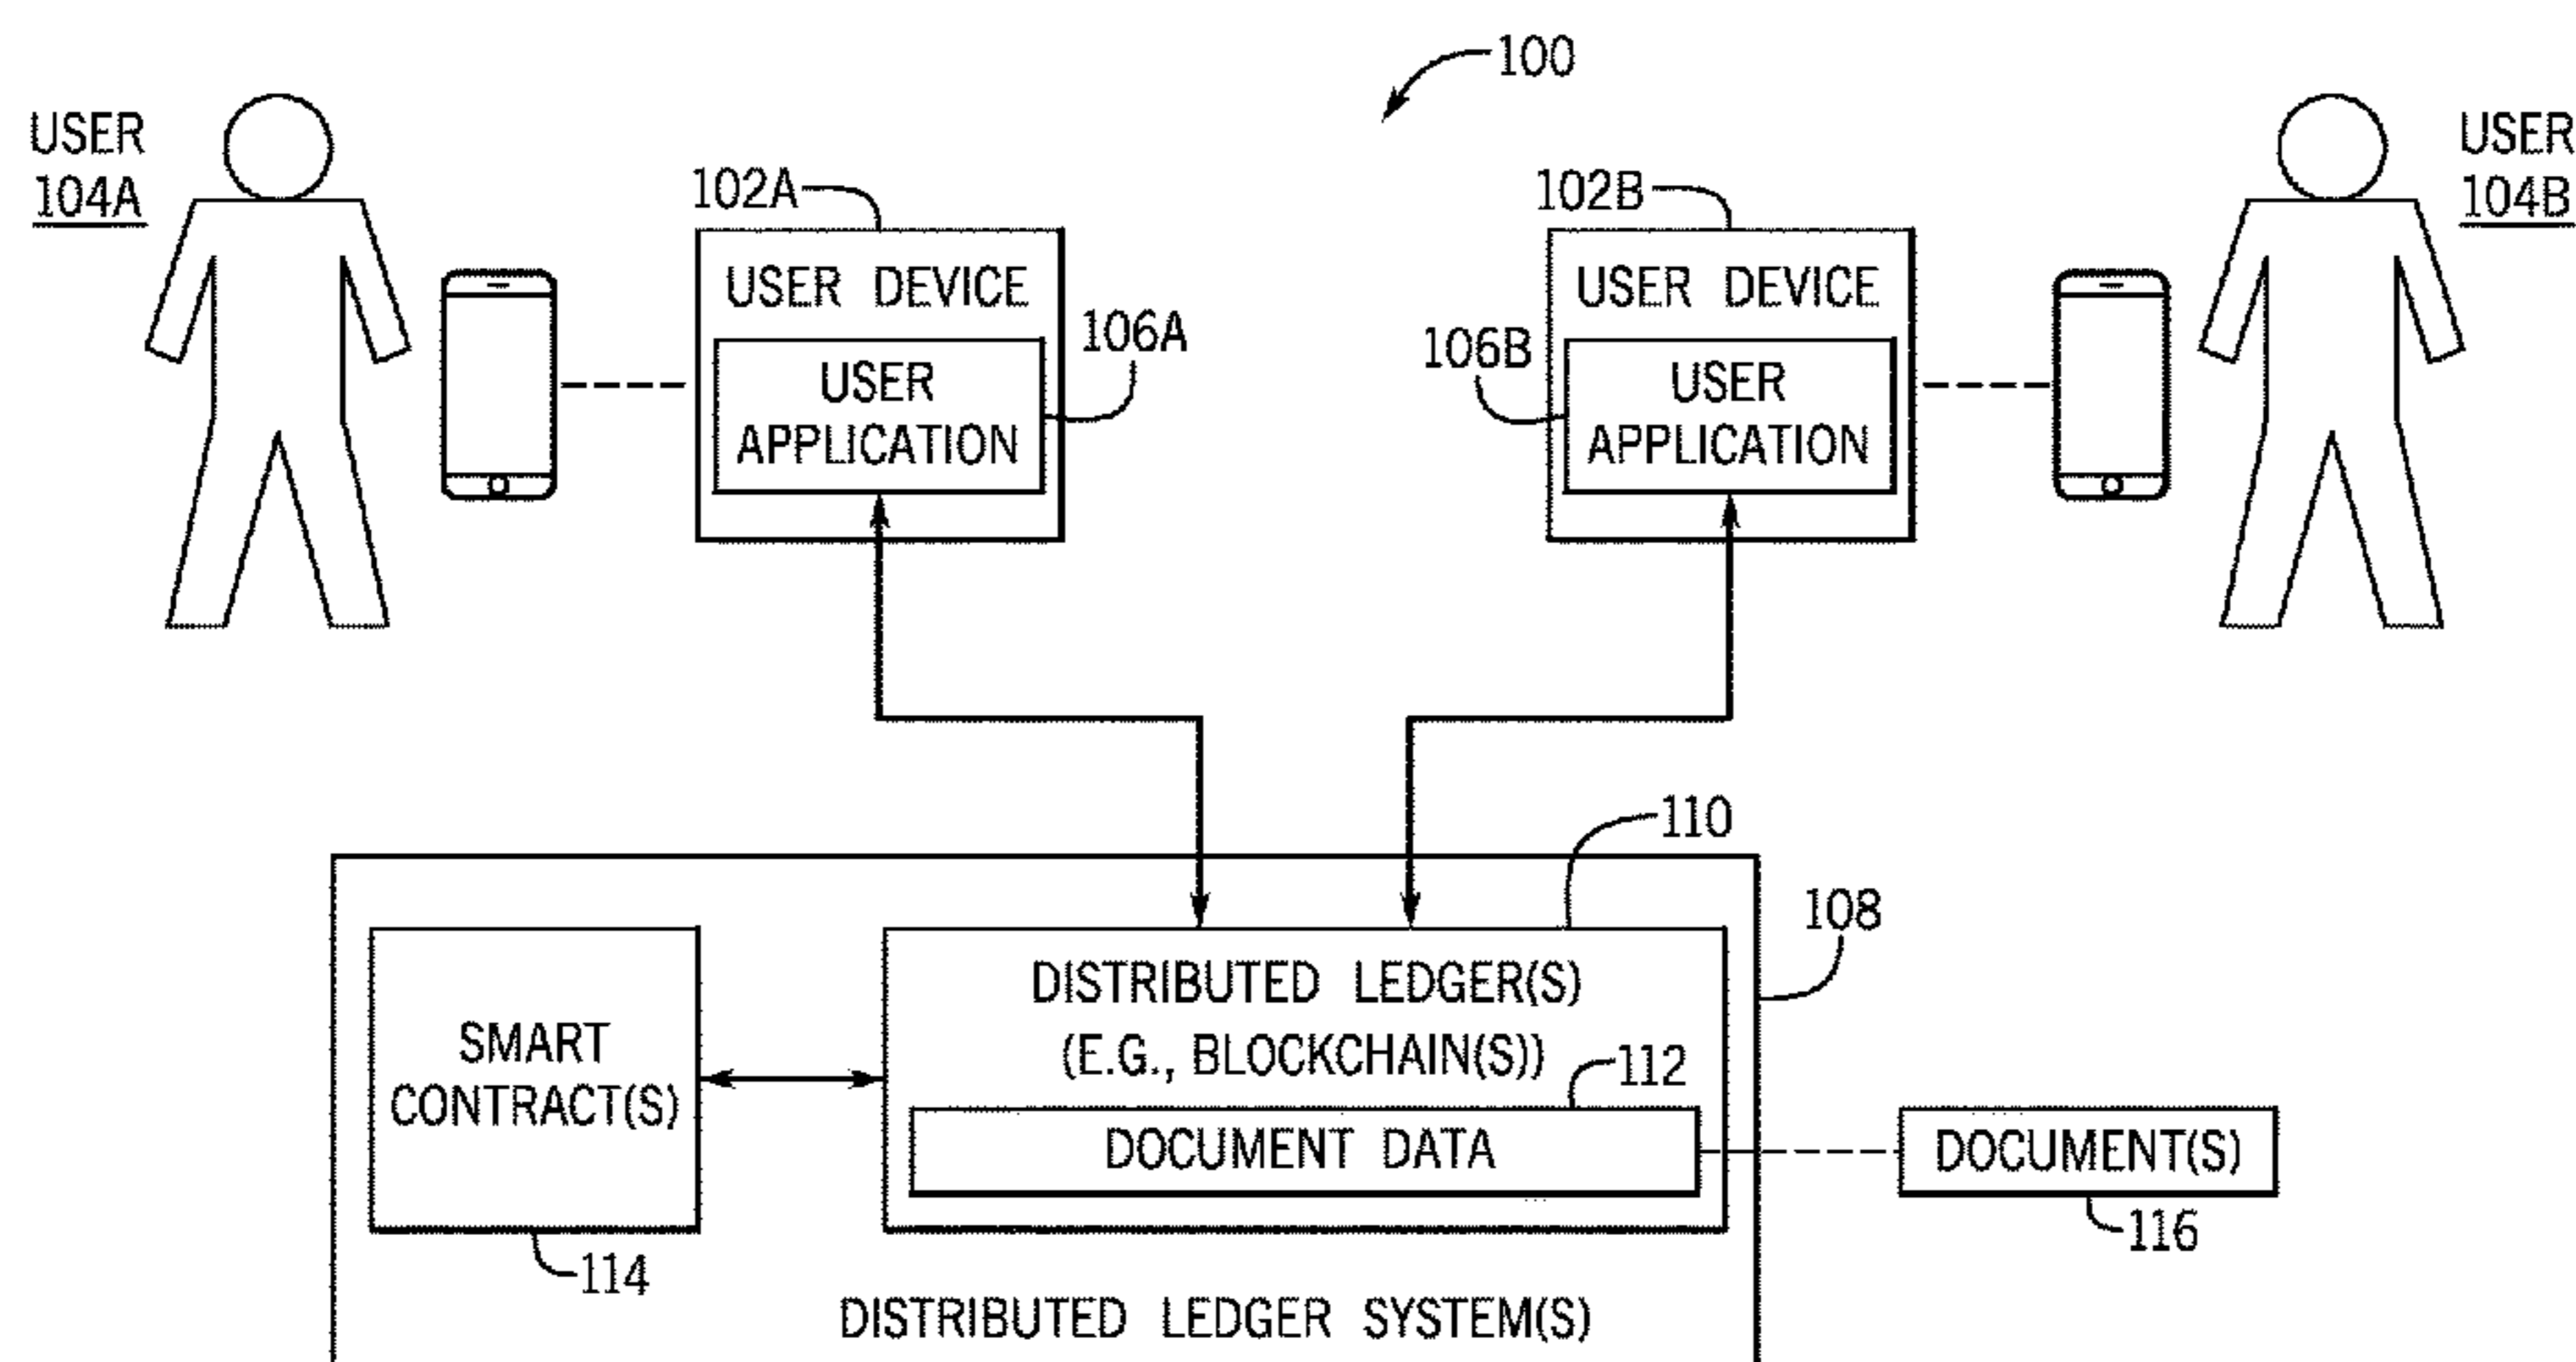 100
USER
104A
USER
104B
102A
102B
USER DEVICE
USER DEVICE
106A
106B
USER
APPLICATION
USER
APPLICATION
110
108
DISTRIBUTED LEDGER(S)
(E.G., BLOCKCHAIN(S))
SMART
CONTRACT(S)
112
DOCUMENT DATA
DOCUMENT(S)
116
114
DISTRIBUTED LEDGER SYSTEM(S)